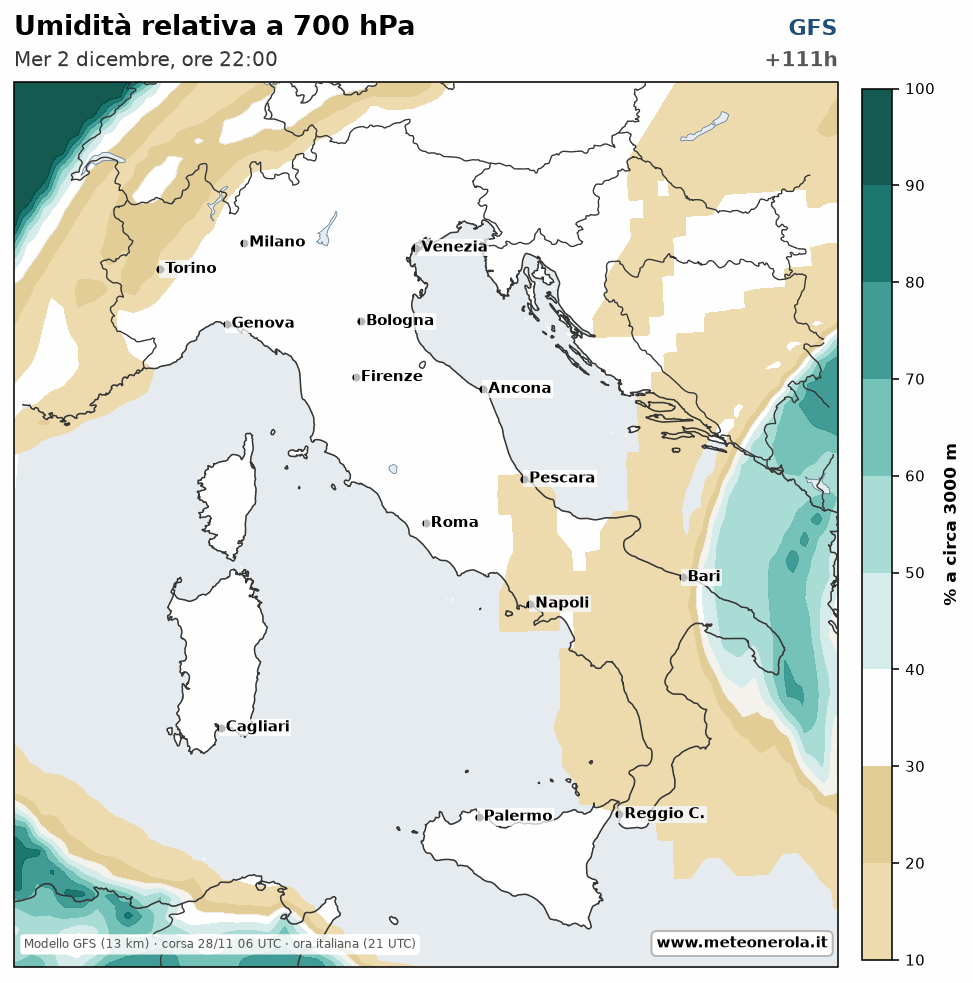 Umidità relativa a 700 hPa
GFS
Mer 2 dicembre, ore 22:00
+111h
100
90
80
70
60
50
40
30
20
10
% a circa 3000 m
Milano
Venezia
Torino
Genova
Bologna
Firenze
Ancona
Pescara
Roma
Bari
Napoli
Cagliari
Palermo
Reggio C.
Modello GFS (13 km) · corsa 28/11 06 UTC · ora italiana (21 UTC)
www.meteonerola.it